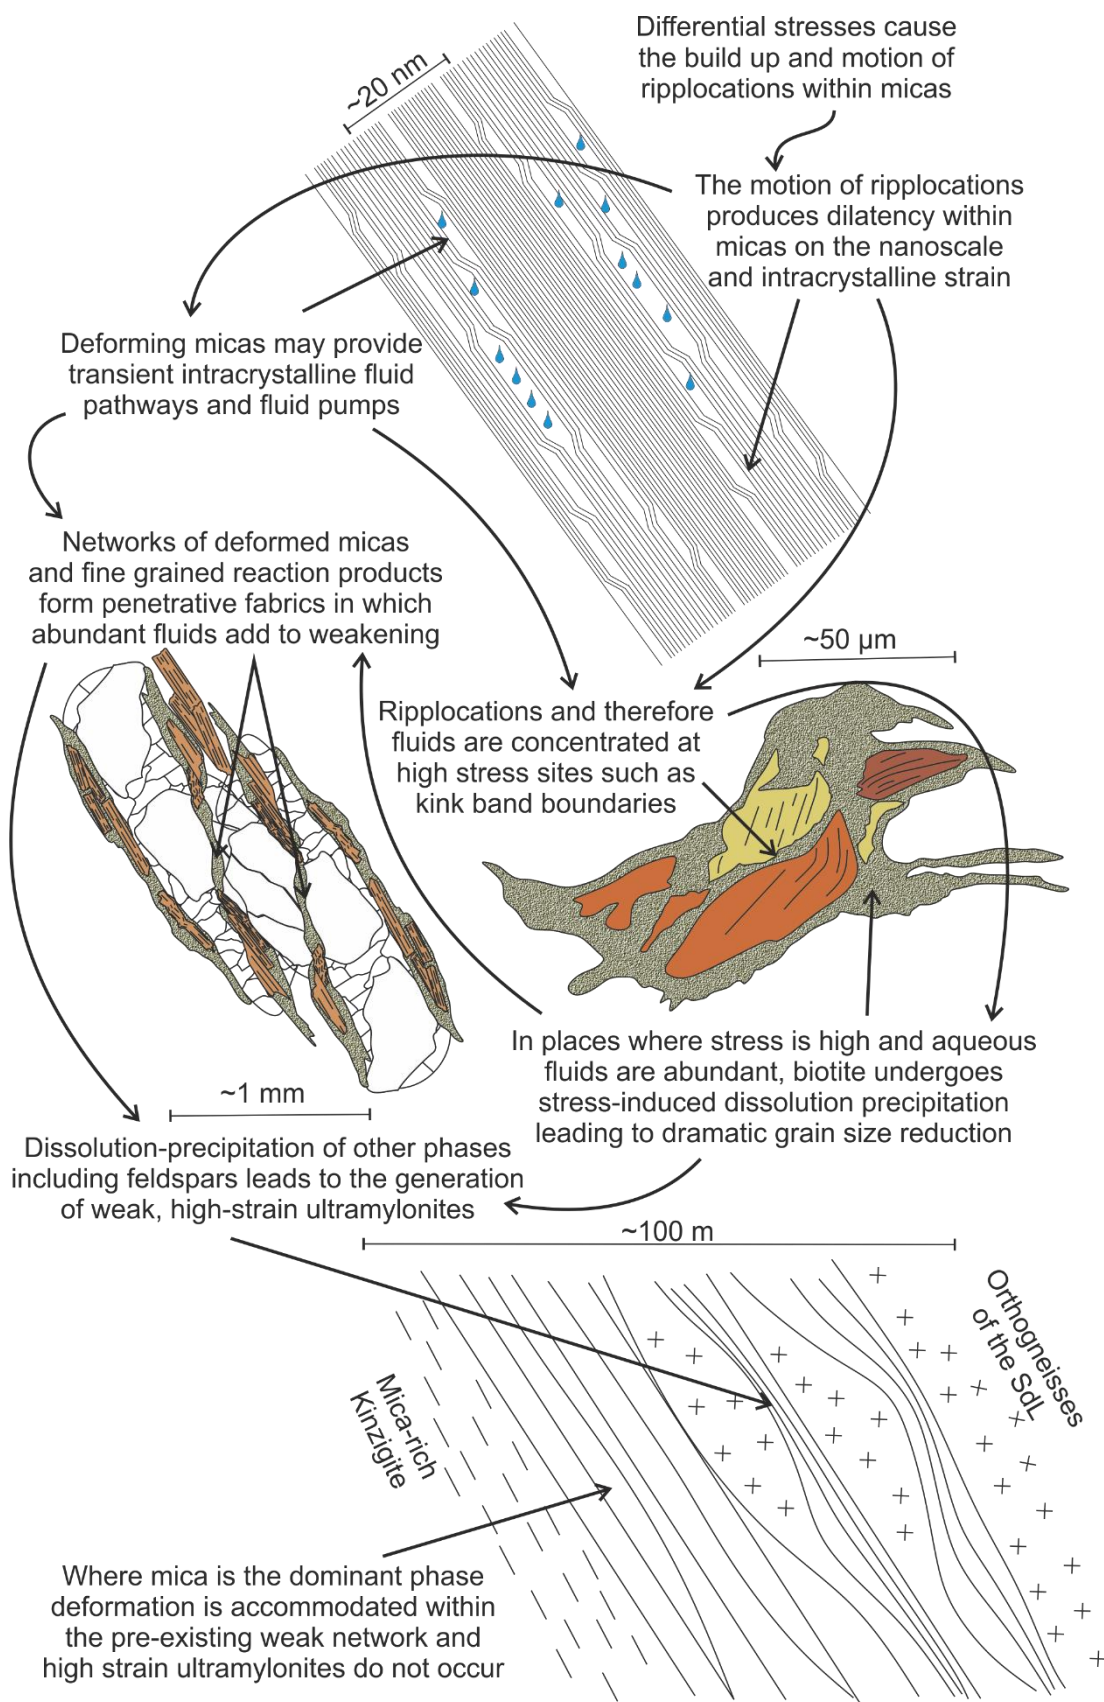 Differential stresses cause
the build up and motion of
ripplocations within micas
~20 nm
The motion of ripplocations
produces dilatency within
micas on the nanoscale
and intracrystalline strain
Deforming micas may provide
transient intracrystalline fluid
pathways and fluid pumps
Networks of deformed micas
and fine grained reaction products
form penetrative fabrics in which
abundant fluids add to weakening
~50 µm
Ripplocations and therefore
fluids are concentrated at
high stress sites such as
kink band boundaries
In places where stress is high and aqueous
fluids are abundant, biotite undergoes
stress-induced dissolution precipitation
leading to dramatic grain size reduction
~1 mm
Dissolution-precipitation of other phases
including feldspars leads to the generation
of weak, high-strain ultramylonites
~100 m
Orthogneisses
of the SdL
Mica-rich
Kinzigite
Where mica is the dominant phase
deformation is accommodated within
the pre-existing weak network and
high strain ultramylonites do not occur